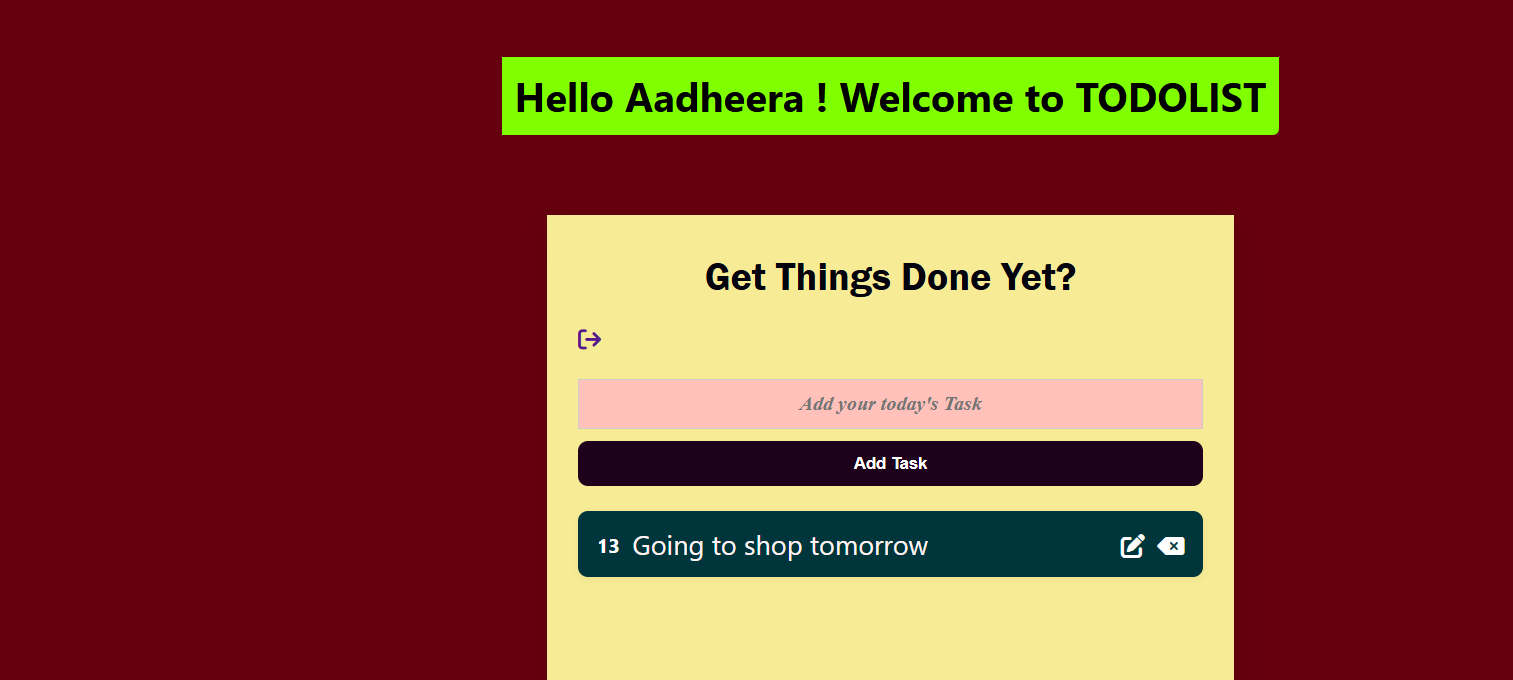 Hello Aadheera ! Welcome to TODOLIST
Get Things Done Yet?
Add your today's Task
Add Task
13 Going to shop tomorrow